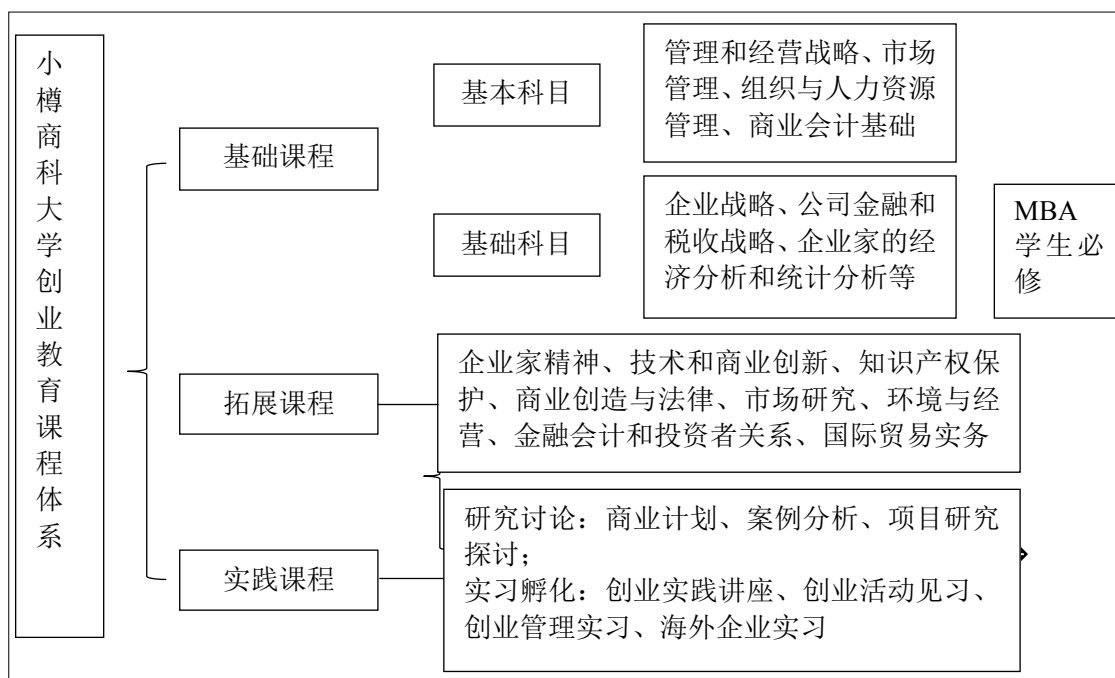 小樽商科大学创业教育课程体系
基础课程
基本科目
管理和经营战略、市场
管理、组织与人力资源
管理、商业会计基础
基础科目
企业战略、公司金融和
税收战略、企业家的经
济分析和统计分析等
MBA
学生必
修
拓展课程
企业家精神、技术和商业创新、知识产权保
护、商业创造与法律、市场研究、环境与经
营、金融会计和投资者关系、国际贸易实务
实践课程
研究讨论：商业计划、案例分析、项目研究
探讨；
实习孵化：创业实践讲座、创业活动见习、
创业管理实习、海外企业实习